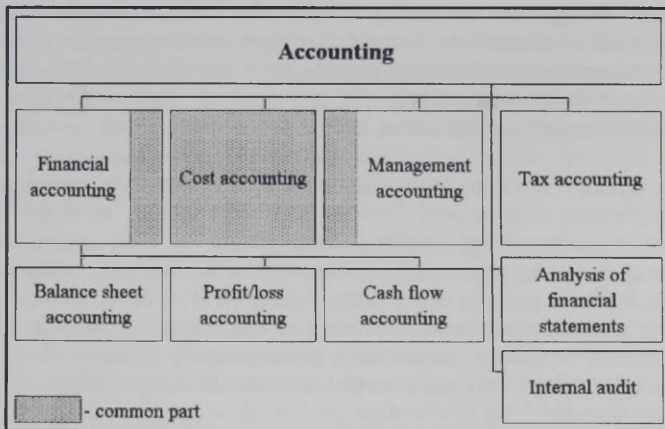 Accounting
Financial
accounting
Cost accounting
Management
accounting
Tax accounting
Balance sheet
accounting
Profit/loss
accounting
Cash flow
accounting
Analysis of
financial
statements
Internal audit
- common part